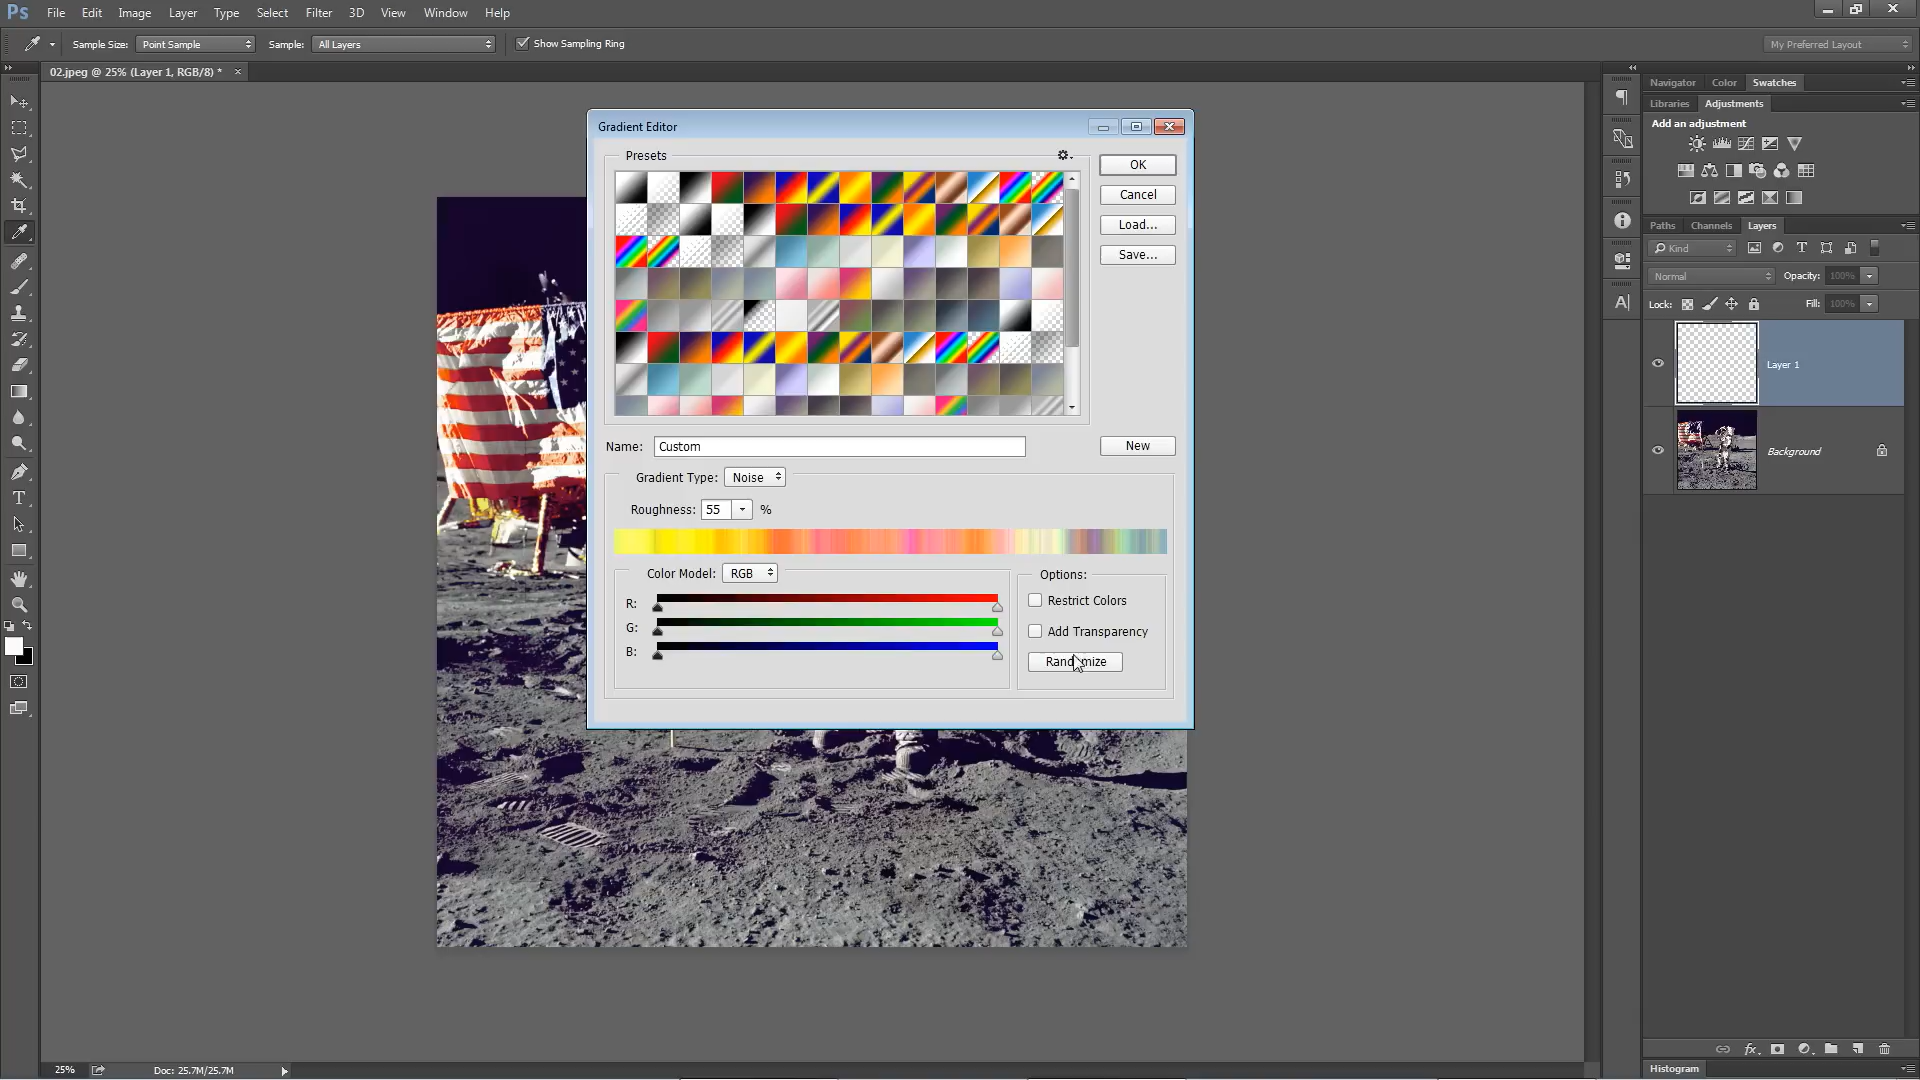 Ps File Edit Image Layer Type Select Filter 3D View Window Help
Sample Size: Point Sample Sample: All Layers Show Sampling Ring My Preferred Layout
02.jpeg @ 25% (Layer 1, RGB/8) * ×
Gradient Editor
Presets
OK
Cancel
Load...
Save...
Name: Custom New
Gradient Type: Noise
Roughness: 55 %
Color Model: RGB
R:
G:
B:
Options:
Restrict Colors
Add Transparency
Randomize
Navigator Color Swatches
Libraries Adjustments
Add an adjustment
Paths Channels Layers
Kind
Normal Opacity: 100%
Lock: Fill: 100%
Layer 1
Background
fx
Histogram
25% Doc: 25.7M/25.7M